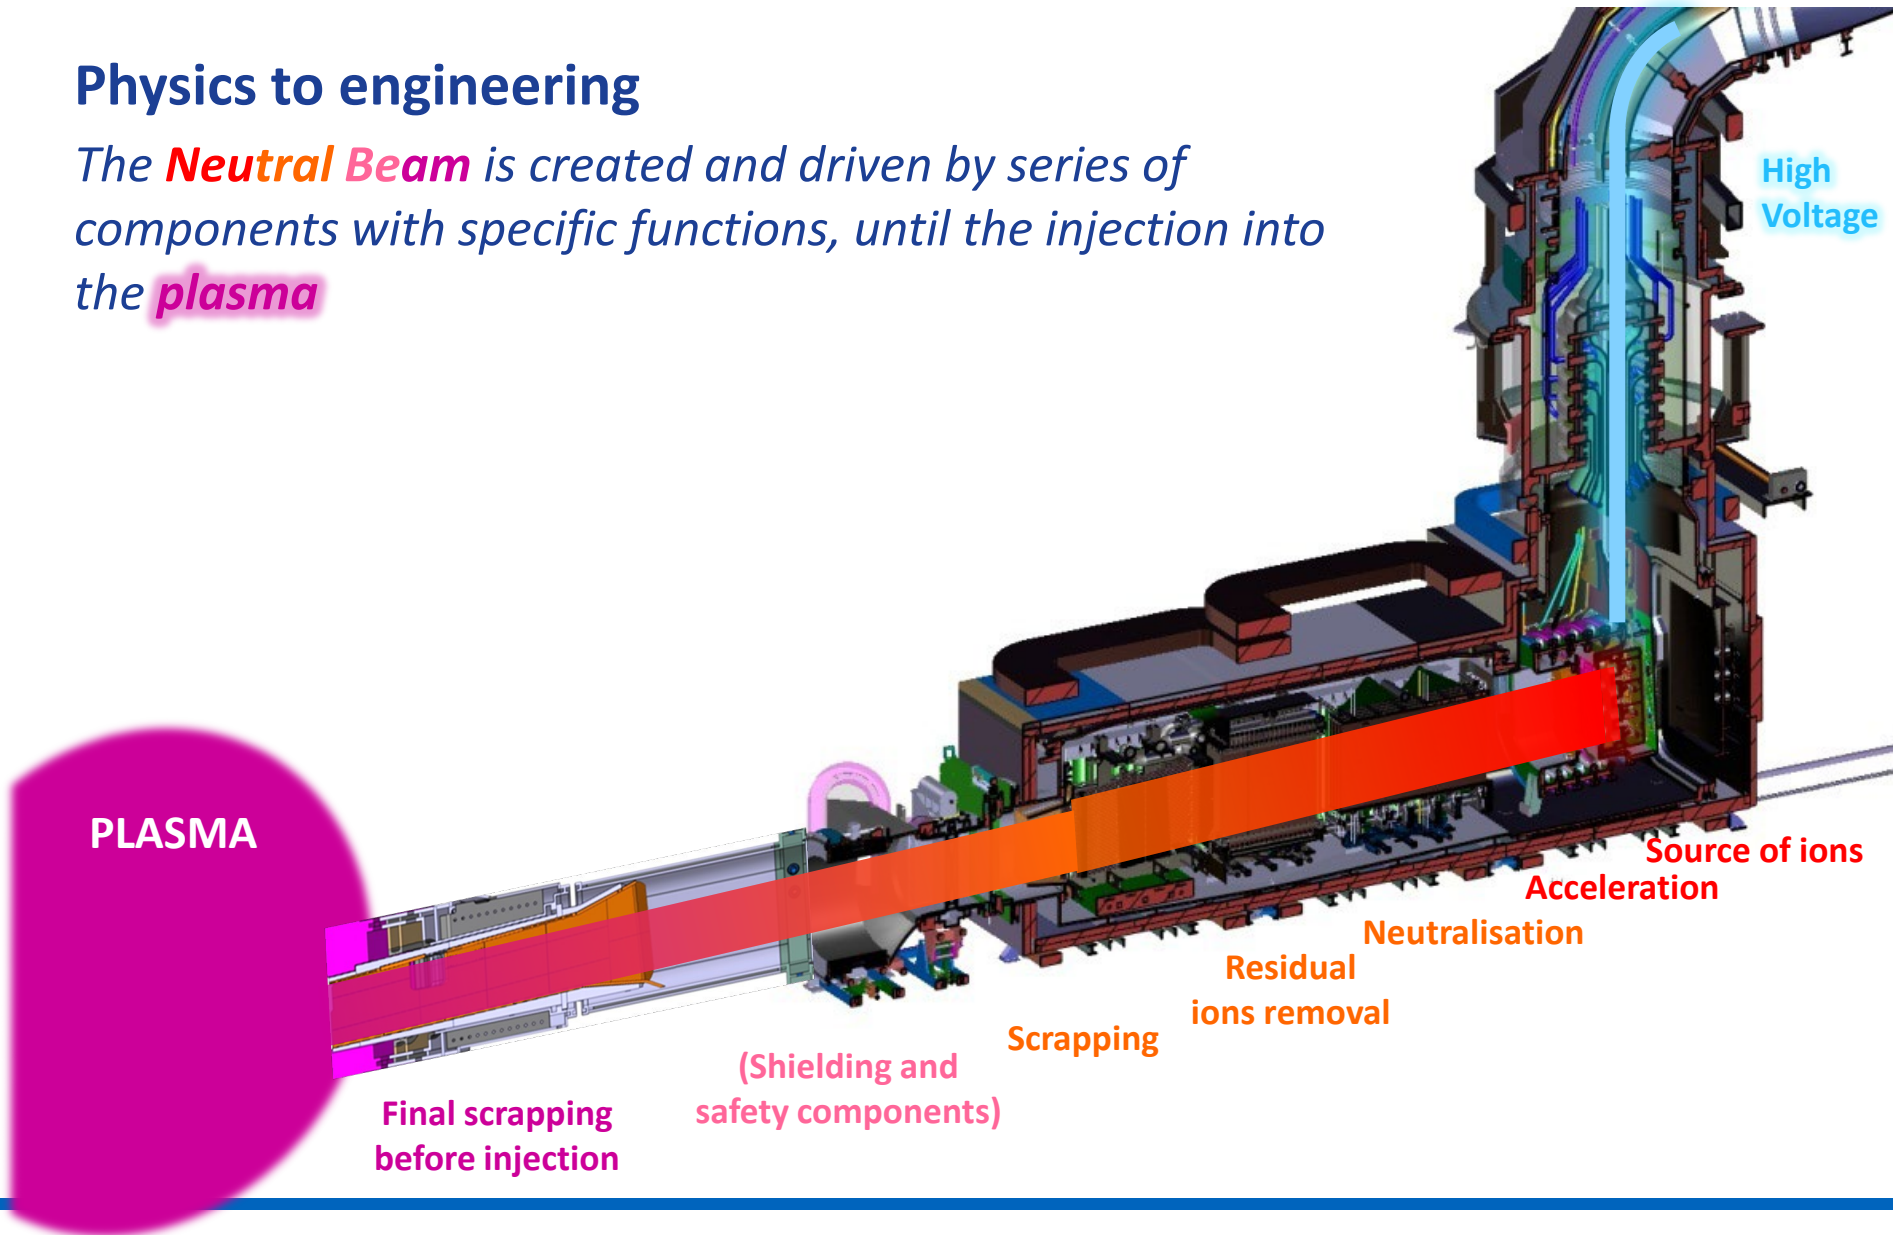 Physics to engineering
The Neutral Beam is created and driven by series of
components with specific functions, until the injection into
the plasma
High
Voltage
PLASMA
Source of ions
Acceleration
Neutralisation
Residual
ions removal
Scrapping
(Shielding and
safety components)
Final scrapping
before injection